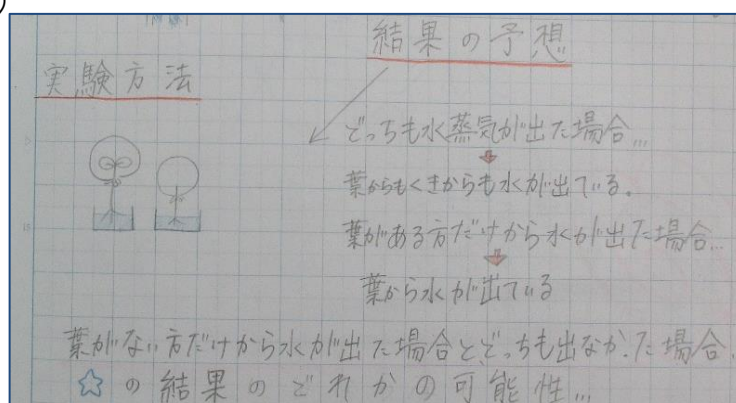 実験方法
結果の予想
どっちも水蒸気が出た場合…
葉からもくきからも水が出ている。
葉がある方だけから水が出た場合…
葉から水が出ている
葉がない方だけから水が出た場合とどっちも出なかった場合。
☆の結果のどれかの可能性…